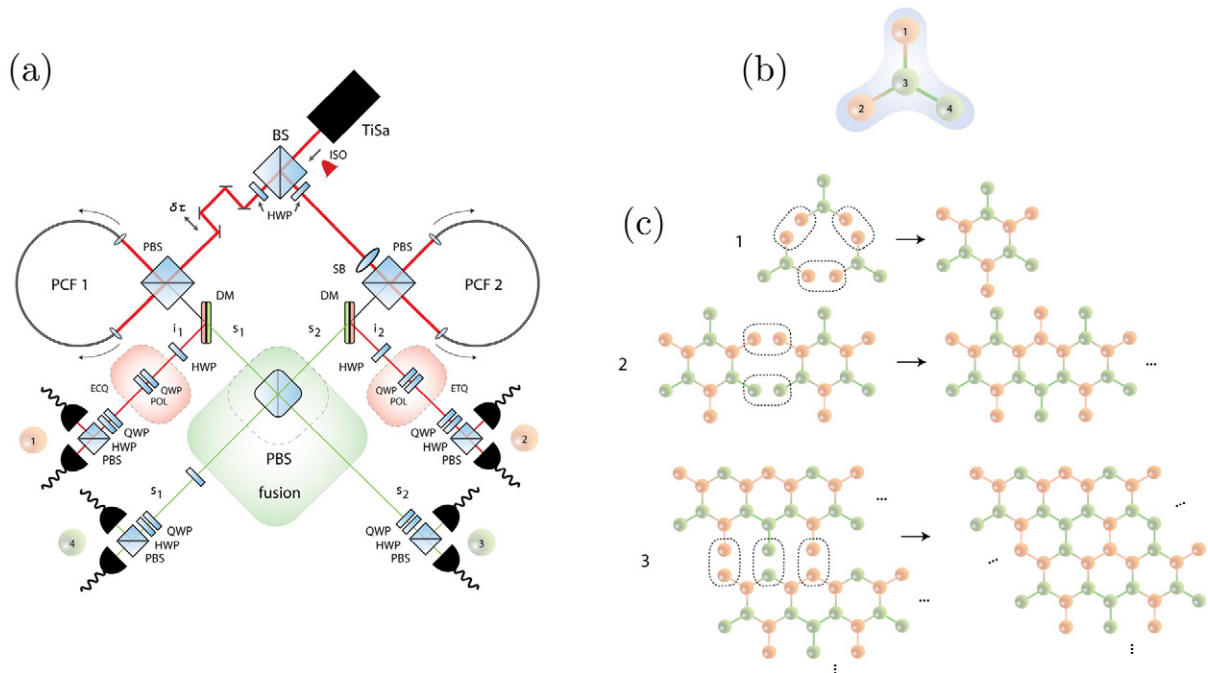 (a)
BS
TiSa
ISO
HWP
δτ
PBS
PCF 1
SB
PBS
PCF 2
DM
DM
i1
s1
s2
i2
HWP
HWP
ECQ
QWP
POL
QWP
POL
ETQ
1
QWP
HWP
PBS
PBS
fusion
QWP
HWP
PBS
2
s1
s2
4
QWP
HWP
PBS
QWP
HWP
PBS
3
(b)
1
3
2
4
(c)
1
2
...
3
...
...
...
...
...
...
...